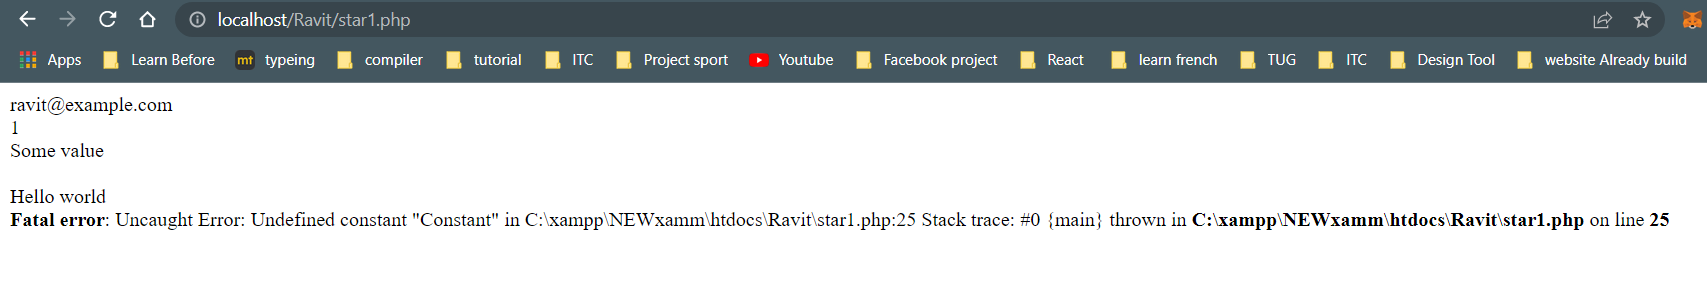 localhost/Ravit/star1.php
Apps Learn Before mt typeing compiler tutorial ITC Project sport Youtube Facebook project React learn french TUG ITC Design Tool website Already build
ravit@example.com
1
Some value
Hello world
Fatal error: Uncaught Error: Undefined constant "Constant" in C:\xampp\NEWxamm\htdocs\Ravit\star1.php:25 Stack trace: #0 {main} thrown in C:\xampp\NEWxamm\htdocs\Ravit\star1.php on line 25